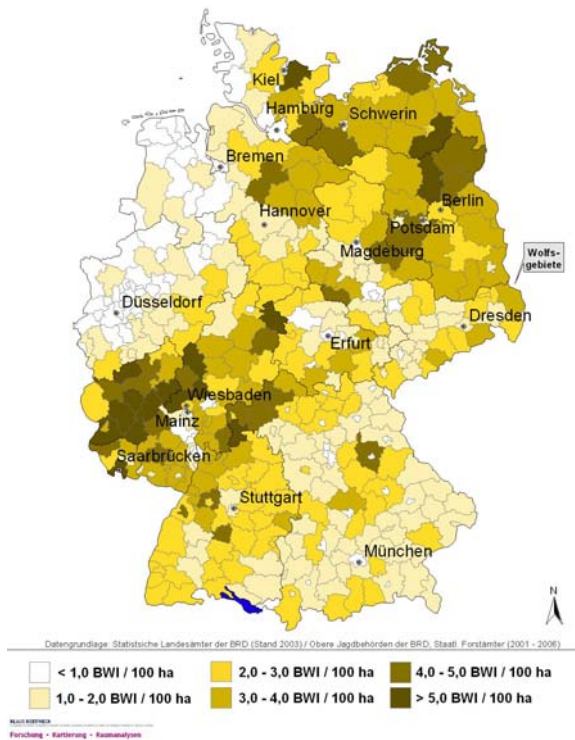 Kiel
Hamburg
Schwerin
Bremen
Berlin
Hannover
Potsdam
Magdeburg
Wolfs-
gebiete
Düsseldorf
Dresden
Erfurt
Wiesbaden
Mainz
Saarbrücken
Stuttgart
München
N
Datengrundlage: Statistsiche Landesämter der BRD (Stand 2003) / Obere Jagdbehörden der BRD, Staatl. Forstämter (2001 - 2006)
< 1,0 BWI / 100 ha
2,0 - 3,0 BWI / 100 ha
4,0 - 5,0 BWI / 100 ha
1,0 - 2,0 BWI / 100 ha
3,0 - 4,0 BWI / 100 ha
> 5,0 BWI / 100 ha
Forschung • Kartierung • Raumanalysen